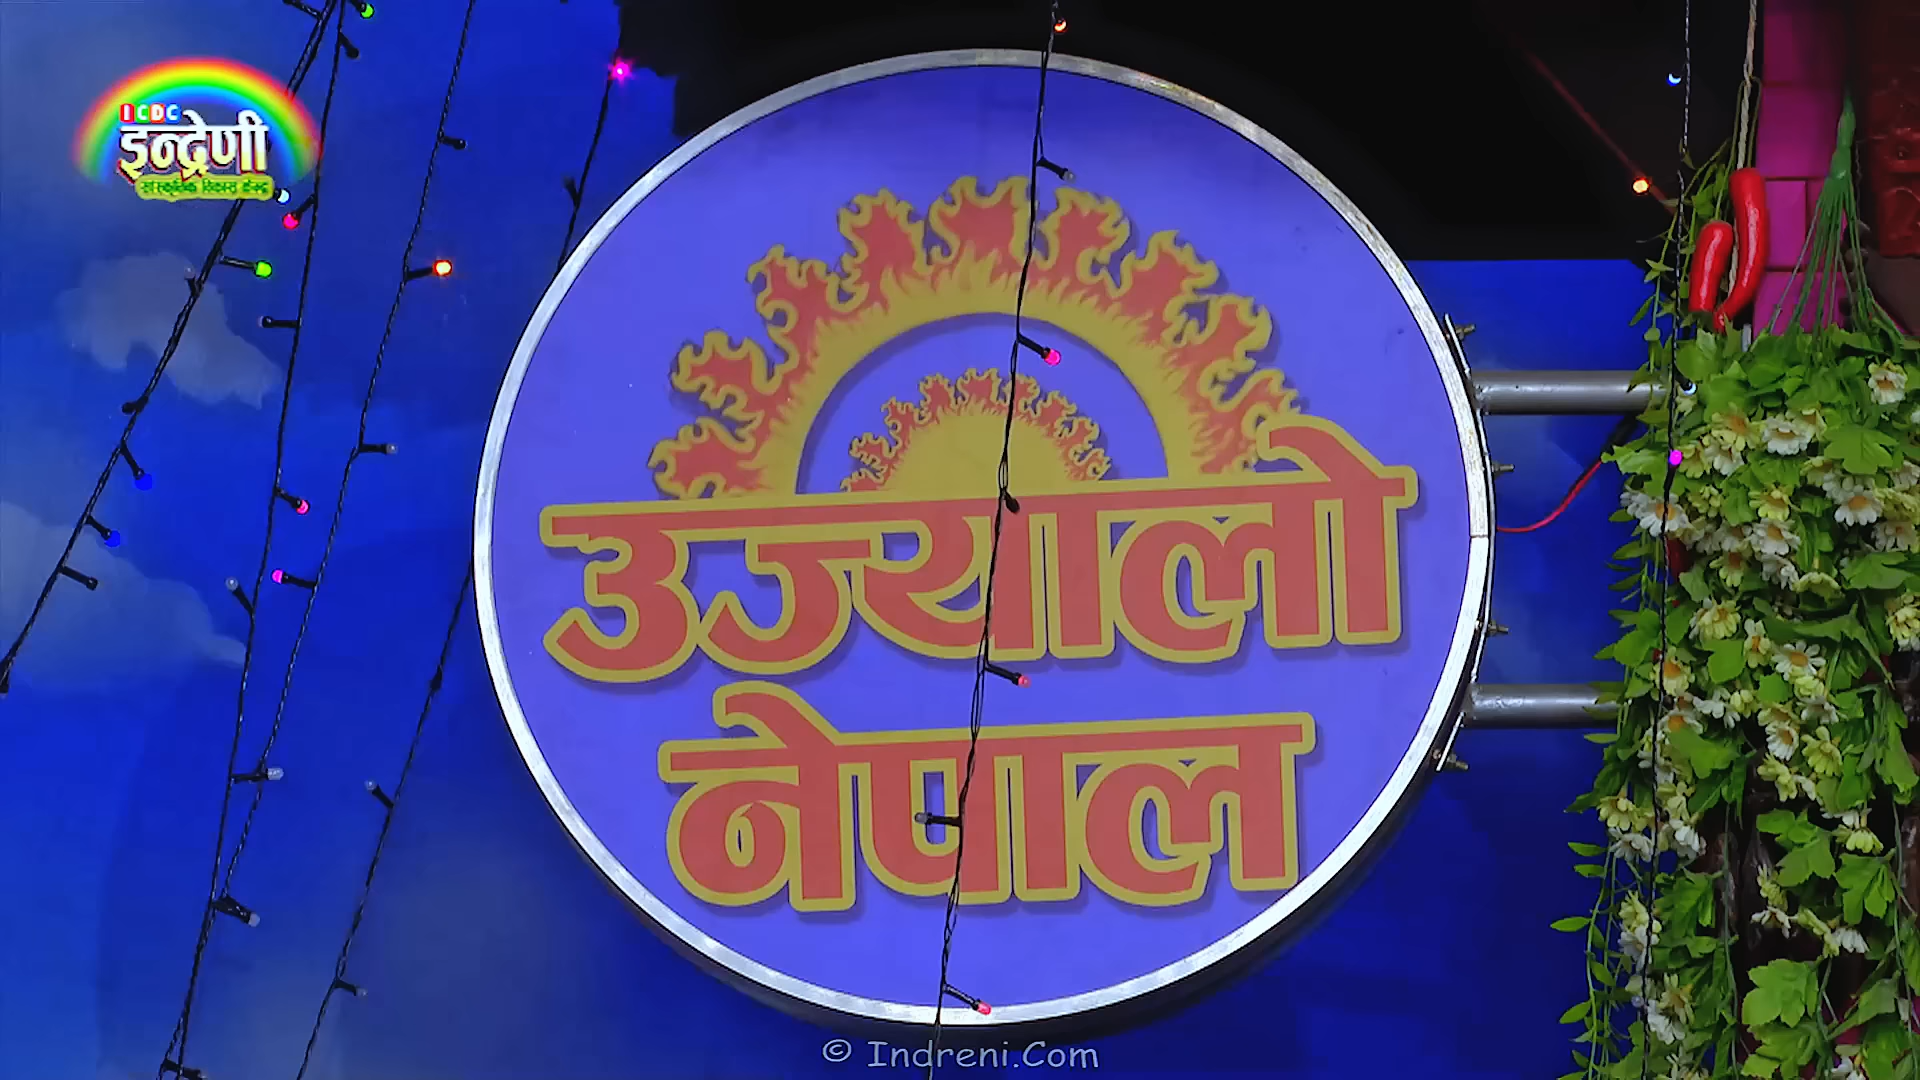 ICDC
इन्द्रेणी
सांस्कृतिक विकास केन्द्र
उज्यालो
नेपाल
© Indreni.Com